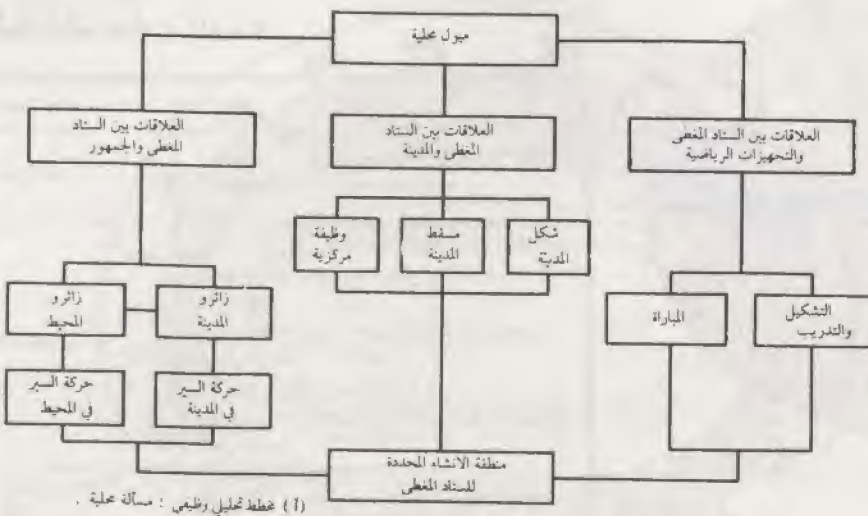 ميول محلية
العلاقات بين الستاد المغطى
والتجهيزات الرياضية
العلاقات بين الستاد
المغطى والمدينة
العلاقات بين الستاد
المغطى والجمهور
شكل
المدينة
مسقط
المدينة
وظيفة
مركزية
التشكيل
والتدريب
المباراة
زائرو
المدينة
زائرو
المحيط
حركة السير
في المدينة
حركة السير
في المحيط
منطقة الانشاء المحددة
للستاد المغطى
(1) مخطط تحليلي وظيفي : مسألة محلية .